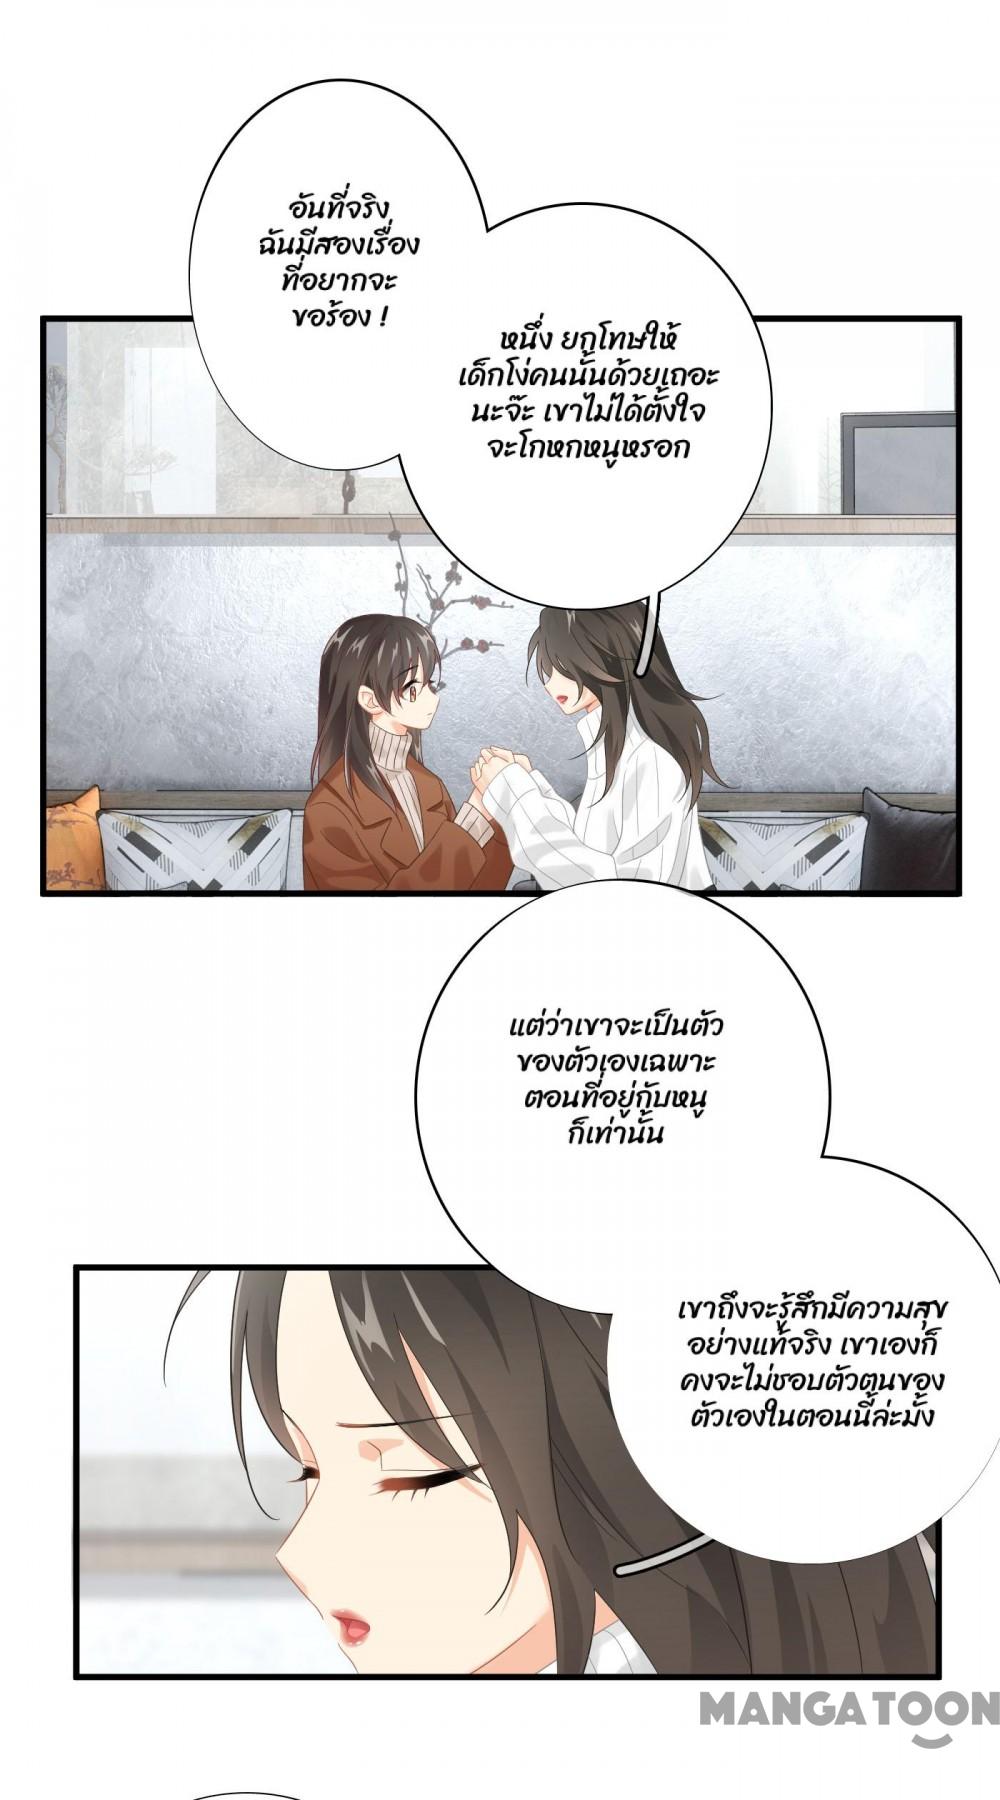 อันที่จริง
ฉันมีสองเรื่อง
ที่อยากจะ
ขอร้อง !
หนึ่ง ยกโทษให้
เด็กโง่คนนั้นด้วยเถอะ
นะจ๊ะ เขาไม่ได้ตั้งใจ
จะโกหกหนูหรอก
แต่ว่าเขาจะเป็นตัว
ของตัวเองเฉพาะ
ตอนที่อยู่กับหนู
ก็เท่านั้น
เขาถึงจะรู้สึกมีความสุข
อย่างแท้จริง เขาเองก็
คงจะไม่ชอบตัวตนของ
ตัวเองในตอนนี้ล่ะมั้ง
MANGATOON